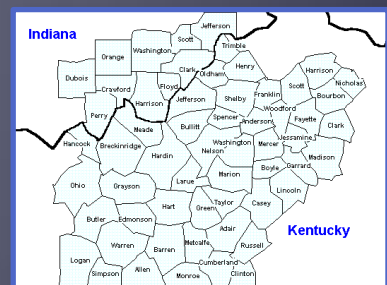 Indiana
Jefferson
Scott
Washington
Trimble
Orange
Clark
Oldham
Henry
Harrison
Dubois
Crawford
Floyd
Jefferson
Shelby
Franklin
Scott
Nicholas
Bourbon
Harrison
Woodford
Perry
Meade
Bullitt
Spencer
Anderson
Fayette
Clark
Hancock
Breckinridge
Washington
Nelson
Mercer
Jessamine
Hardin
Madison
Marion
Boyle
Garrard
Ohio
Grayson
Larue
Lincoln
Hart
Green
Taylor
Casey
Butler
Edmonson
Adair
Kentucky
Warren
Barren
Metcalfe
Russell
Logan
Simpson
Allen
Monroe
Cumberland
Clinton